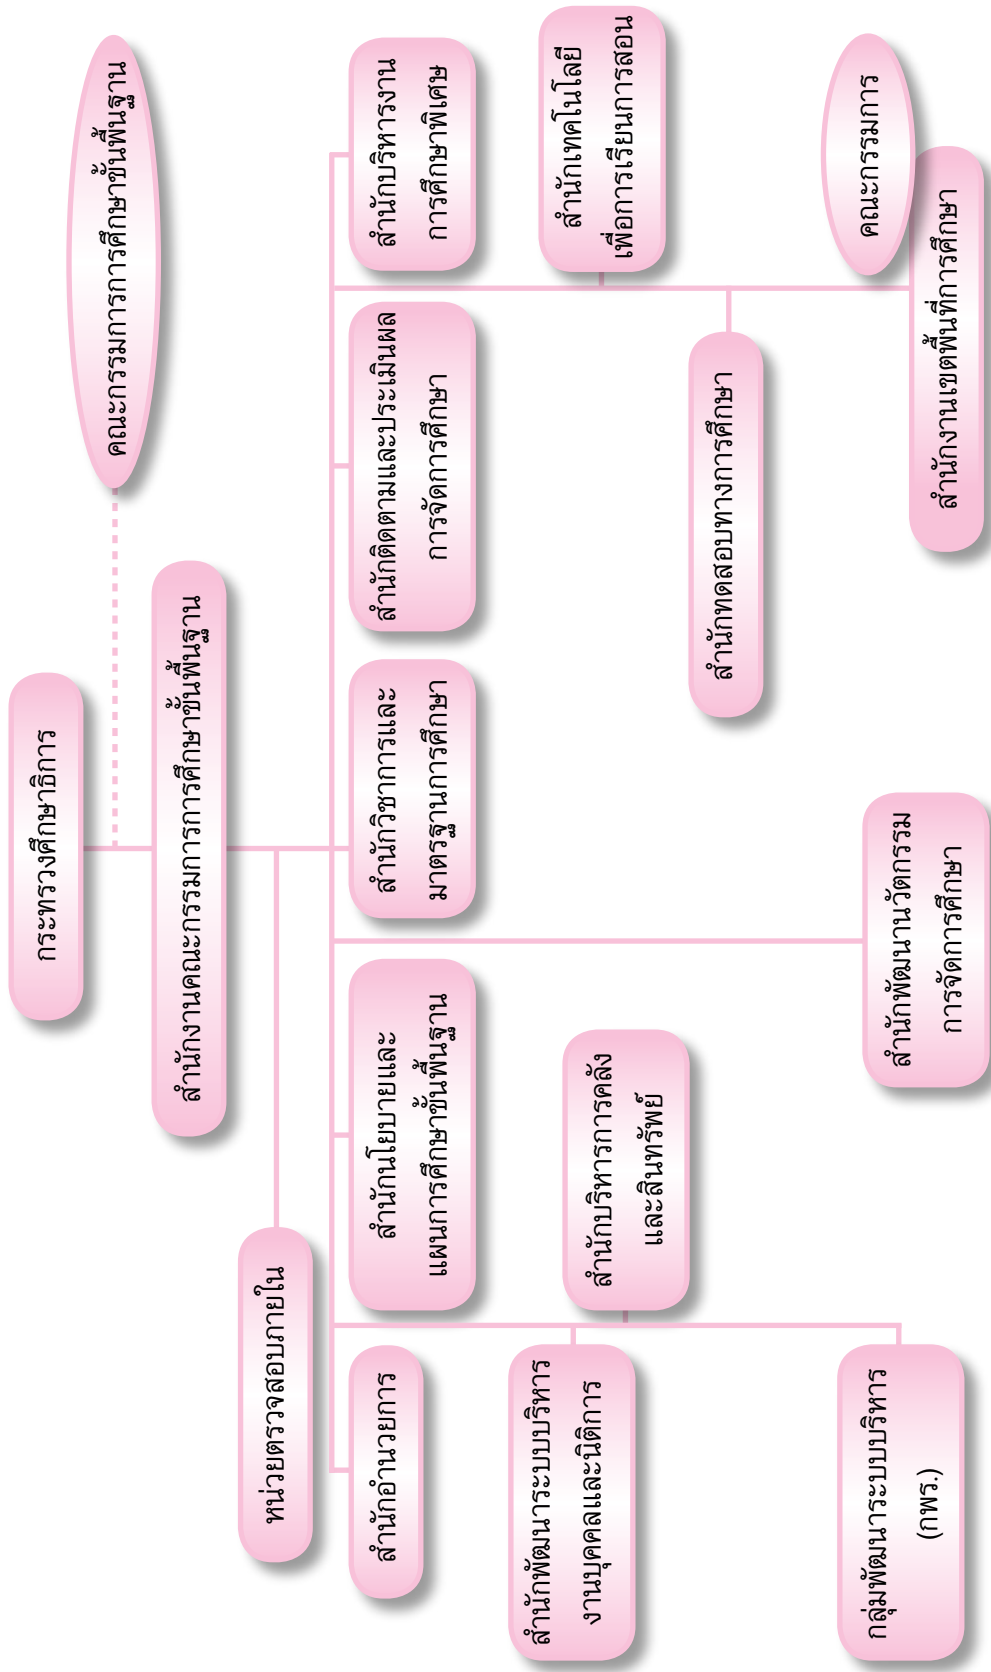 กระทรวงศึกษาธิการ
คณะกรรมการการศึกษาขั้นพื้นฐาน
สำนักงานคณะกรรมการการศึกษาขั้นพื้นฐาน
หน่วยตรวจสอบภายใน
สำนักอำนวยการ
สำนักนโยบายและ
แผนการศึกษาขั้นพื้นฐาน
สำนักวิชาการและ
มาตรฐานการศึกษา
สำนักติดตามและประเมินผล
การจัดการศึกษา
สำนักบริหารงาน
การศึกษาพิเศษ
สำนักพัฒนาระบบบริหาร
งานบุคคลและนิติการ
สำนักบริหารการคลัง
และสินทรัพย์
สำนักเทคโนโลยี
เพื่อการเรียนการสอน
สำนักทดสอบทางการศึกษา
กลุ่มพัฒนาระบบบริหาร
(กพร.)
สำนักพัฒนานวัตกรรม
การจัดการศึกษา
คณะกรรมการ
สำนักงานเขตพื้นที่การศึกษา